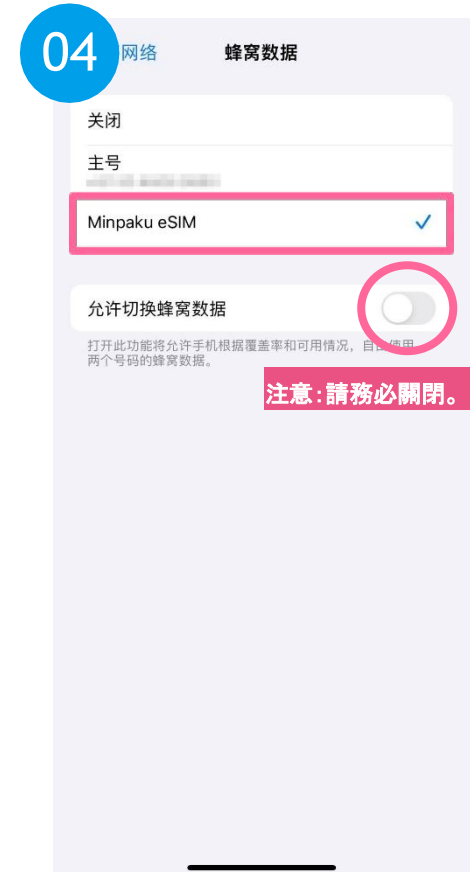 04
网络
蜂窝数据
关闭
主号
Minpaku eSIM
允许切换蜂窝数据
打开此功能将允许手机根据覆盖率和可用情况，自由使用
两个号码的蜂窝数据。
注意:請務必關閉。